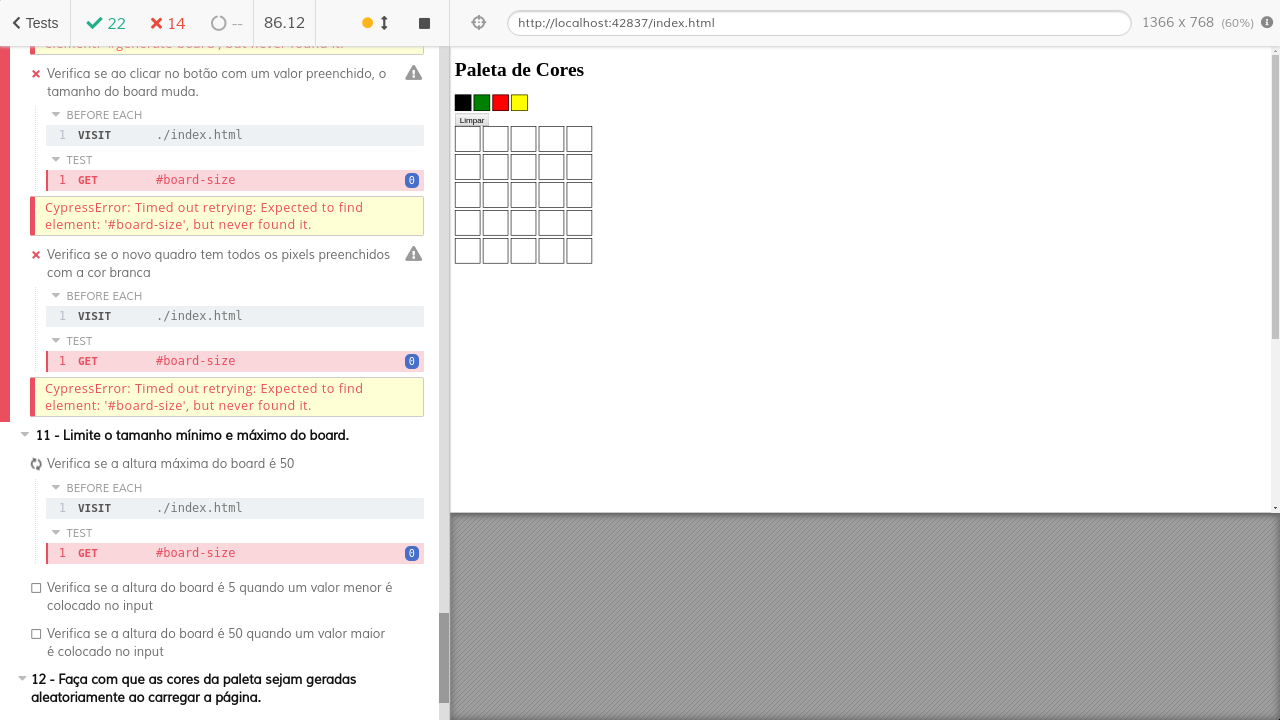 Tests
22
14
--
86.12
http://localhost:42837/index.html
1366 x 768 (60%)
element: '#generate-board', but never found it.
Verifica se ao clicar no botão com um valor preenchido, o
tamanho do board muda.
BEFORE EACH
1 VISIT ./index.html
TEST
1 GET #board-size 0
CypressError: Timed out retrying: Expected to find
element: '#board-size', but never found it.
Verifica se o novo quadro tem todos os pixels preenchidos
com a cor branca
BEFORE EACH
1 VISIT ./index.html
TEST
1 GET #board-size 0
CypressError: Timed out retrying: Expected to find
element: '#board-size', but never found it.
11 - Limite o tamanho mínimo e máximo do board.
Verifica se a altura máxima do board é 50
BEFORE EACH
1 VISIT ./index.html
TEST
1 GET #board-size 0
Verifica se a altura do board é 5 quando um valor menor é
colocado no input
Verifica se a altura do board é 50 quando um valor maior
é colocado no input
12 - Faça com que as cores da paleta sejam geradas
aleatoriamente ao carregar a página.
Paleta de Cores
Limpar